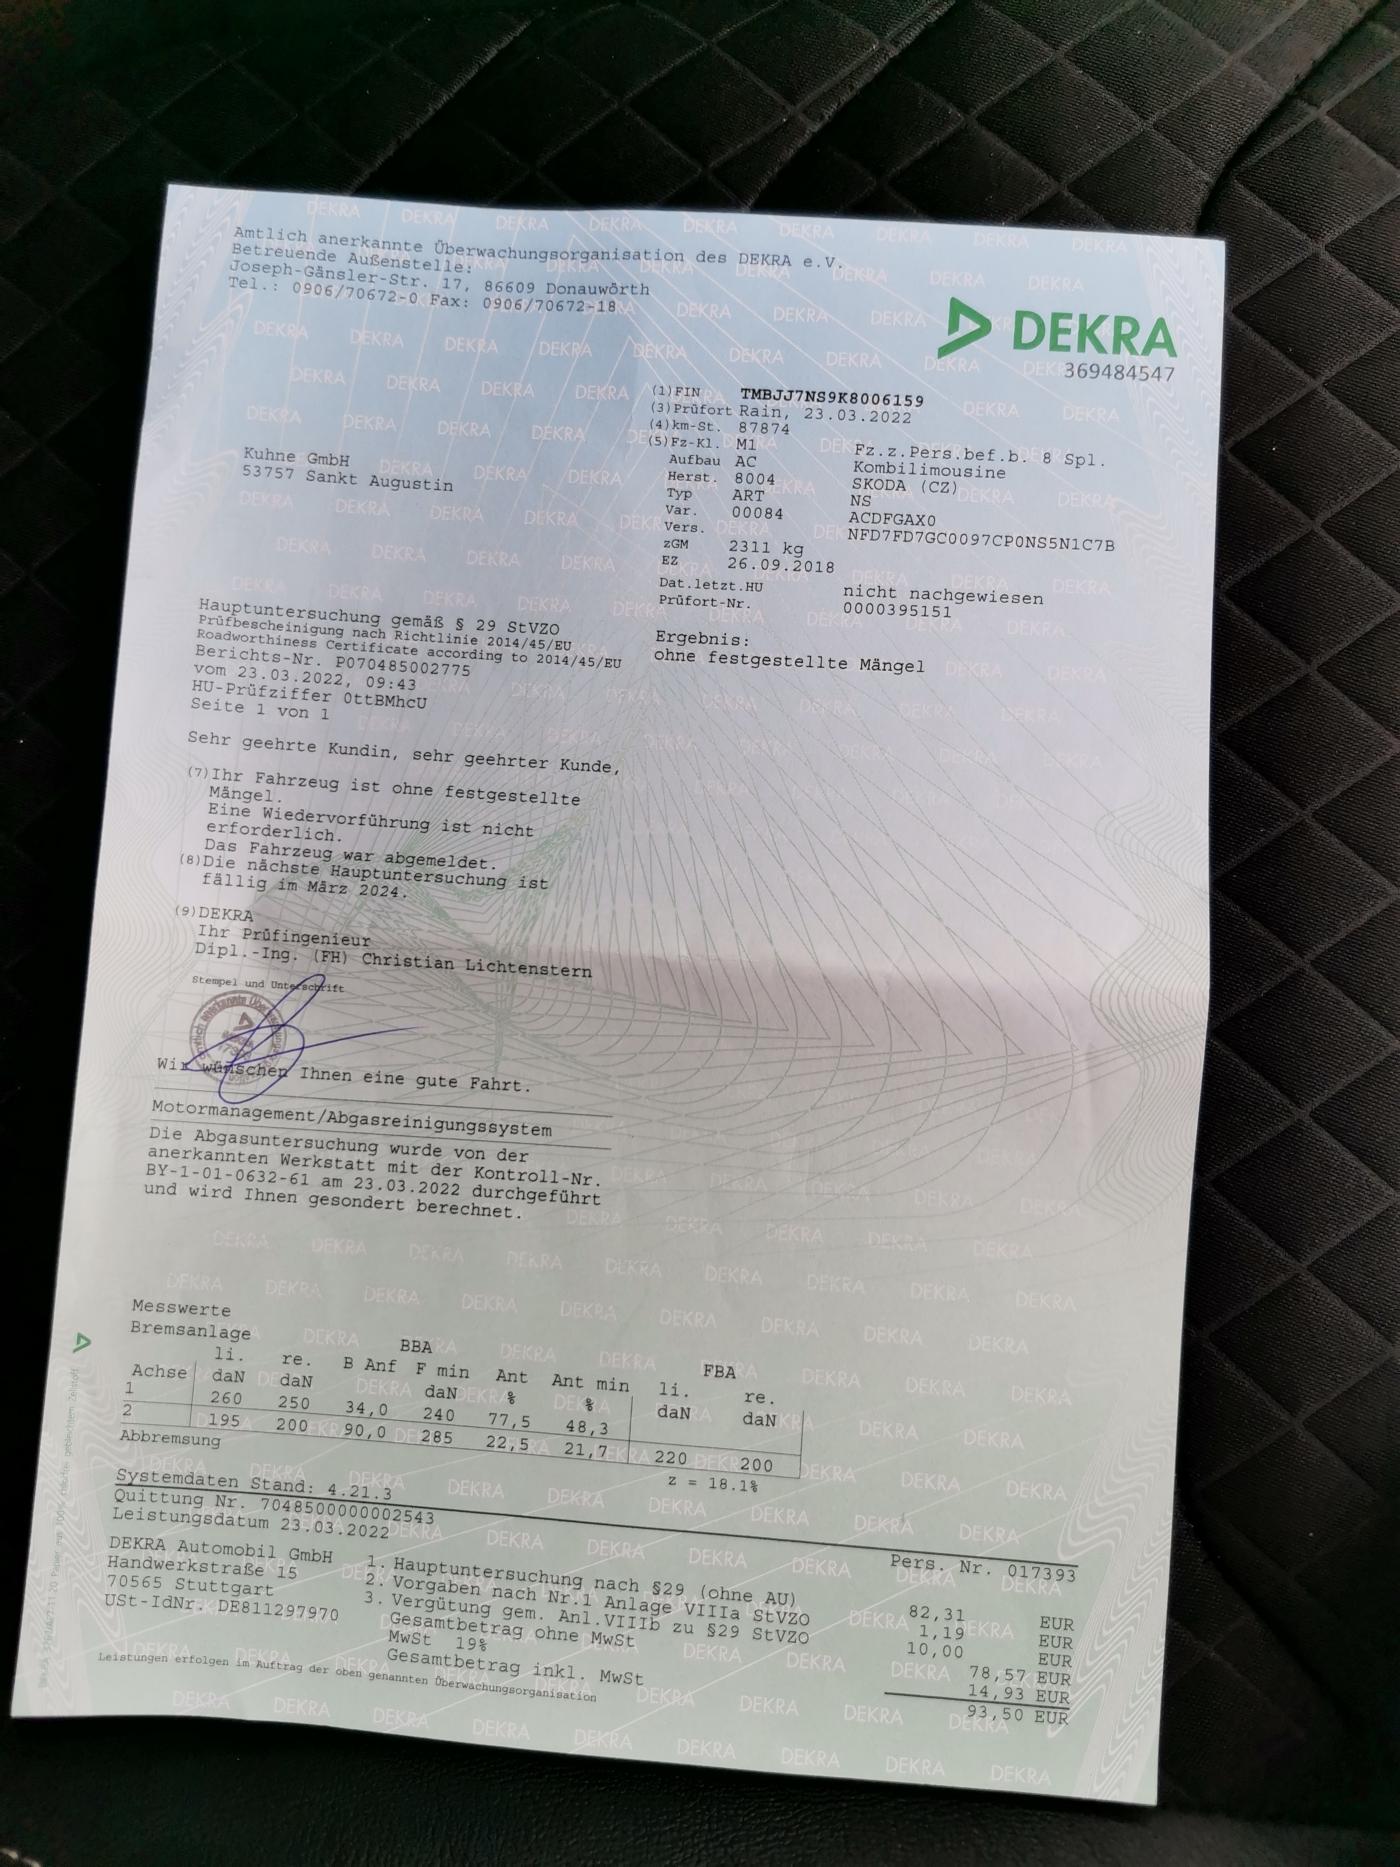 Amtlich anerkannte Überwachungsorganisation des DEKRA e.V.
Betreuende Außenstelle:
Joseph-Gänsler-Str. 17, 86609 Donauwörth
Tel.: 0906/70672-0 Fax: 0906/70672-18
DEKRA
369484547
(1)FIN TMBJJ7NS9K8006159
(3)Prüfort Rain, 23.03.2022
(4)km-St. 87874
(5)Fz-Kl. M1 Fz.z.Pers.bef.b. 8 Spl.
Aufbau AC Kombilimousine
Herst. 8004 SKODA (CZ)
Typ ART NS
Var. 00084 ACDFGAX0
Vers. NFD7FD7GC0097CP0NS5N1C7B
zGM 2311 kg
EZ 26.09.2018
Dat.letzt.HU nicht nachgewiesen
Prüfort-Nr. 0000395151
Kuhne GmbH
53757 Sankt Augustin
Hauptuntersuchung gemäß § 29 StVZO
Prüfbescheinigung nach Richtlinie 2014/45/EU
Roadworthiness Certificate according to 2014/45/EU
Berichts-Nr. P070485002775
vom 23.03.2022, 09:43
HU-Prüfziffer 0ttBMhcU
Seite 1 von 1
Ergebnis:
ohne festgestellte Mängel
Sehr geehrte Kundin, sehr geehrter Kunde,
(7)Ihr Fahrzeug ist ohne festgestellte
Mängel.
Eine Wiedervorführung ist nicht
erforderlich.
Das Fahrzeug war abgemeldet.
(8)Die nächste Hauptuntersuchung ist
fällig im März 2024.
(9)DEKRA
Ihr Prüfingenieur
Dipl.-Ing. (FH) Christian Lichtenstern
Stempel und Unterschrift
Wir wünschen Ihnen eine gute Fahrt.
Motormanagement/Abgasreinigungssystem
Die Abgasuntersuchung wurde von der
anerkannten Werkstatt mit der Kontroll-Nr.
BY-1-01-0632-61 am 23.03.2022 durchgeführt
und wird Ihnen gesondert berechnet.
Messwerte
Bremsanlage
BBA FBA
li. re. B Anf F min Ant Ant min li. re.
Achse daN daN daN % % daN daN
1 260 250 34,0 240 77,5 48,3
2 195 200 90,0 285 22,5 21,7 220 200
Abbremsung z = 18.1%
Systemdaten Stand: 4.21.3
Quittung Nr. 7048500000002543
Leistungsdatum 23.03.2022
Pers. Nr. 017393
DEKRA Automobil GmbH
Handwerkstraße 15
70565 Stuttgart
USt-IdNr. DE811297970
1. Hauptuntersuchung nach §29 (ohne AU) 82,31 EUR
2. Vorgaben nach Nr.1 Anlage VIIIa StVZO 1,19 EUR
3. Vergütung gem. Anl.VIIIb zu §29 StVZO 10,00 EUR
Gesamtbetrag ohne MwSt 78,57 EUR
MwSt 19% 14,93 EUR
Gesamtbetrag inkl. MwSt 93,50 EUR
Leistungen erfolgen im Auftrag der oben genannten Überwachungsorganisation